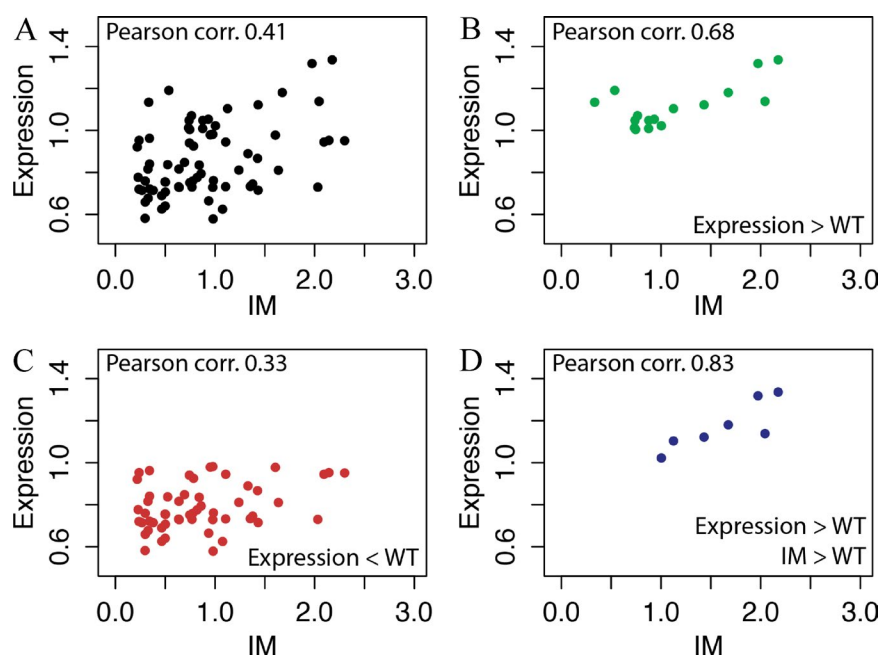 A
Pearson corr. 0.41
Expression
1.4
1.0
0.6
0.0 1.0 2.0 3.0
IM
B
Pearson corr. 0.68
Expression
1.4
1.0
0.6
Expression > WT
0.0 1.0 2.0 3.0
IM
C
Pearson corr. 0.33
Expression
1.4
1.0
0.6
Expression < WT
0.0 1.0 2.0 3.0
IM
D
Pearson corr. 0.83
Expression
1.4
1.0
0.6
Expression > WT
IM > WT
0.0 1.0 2.0 3.0
IM